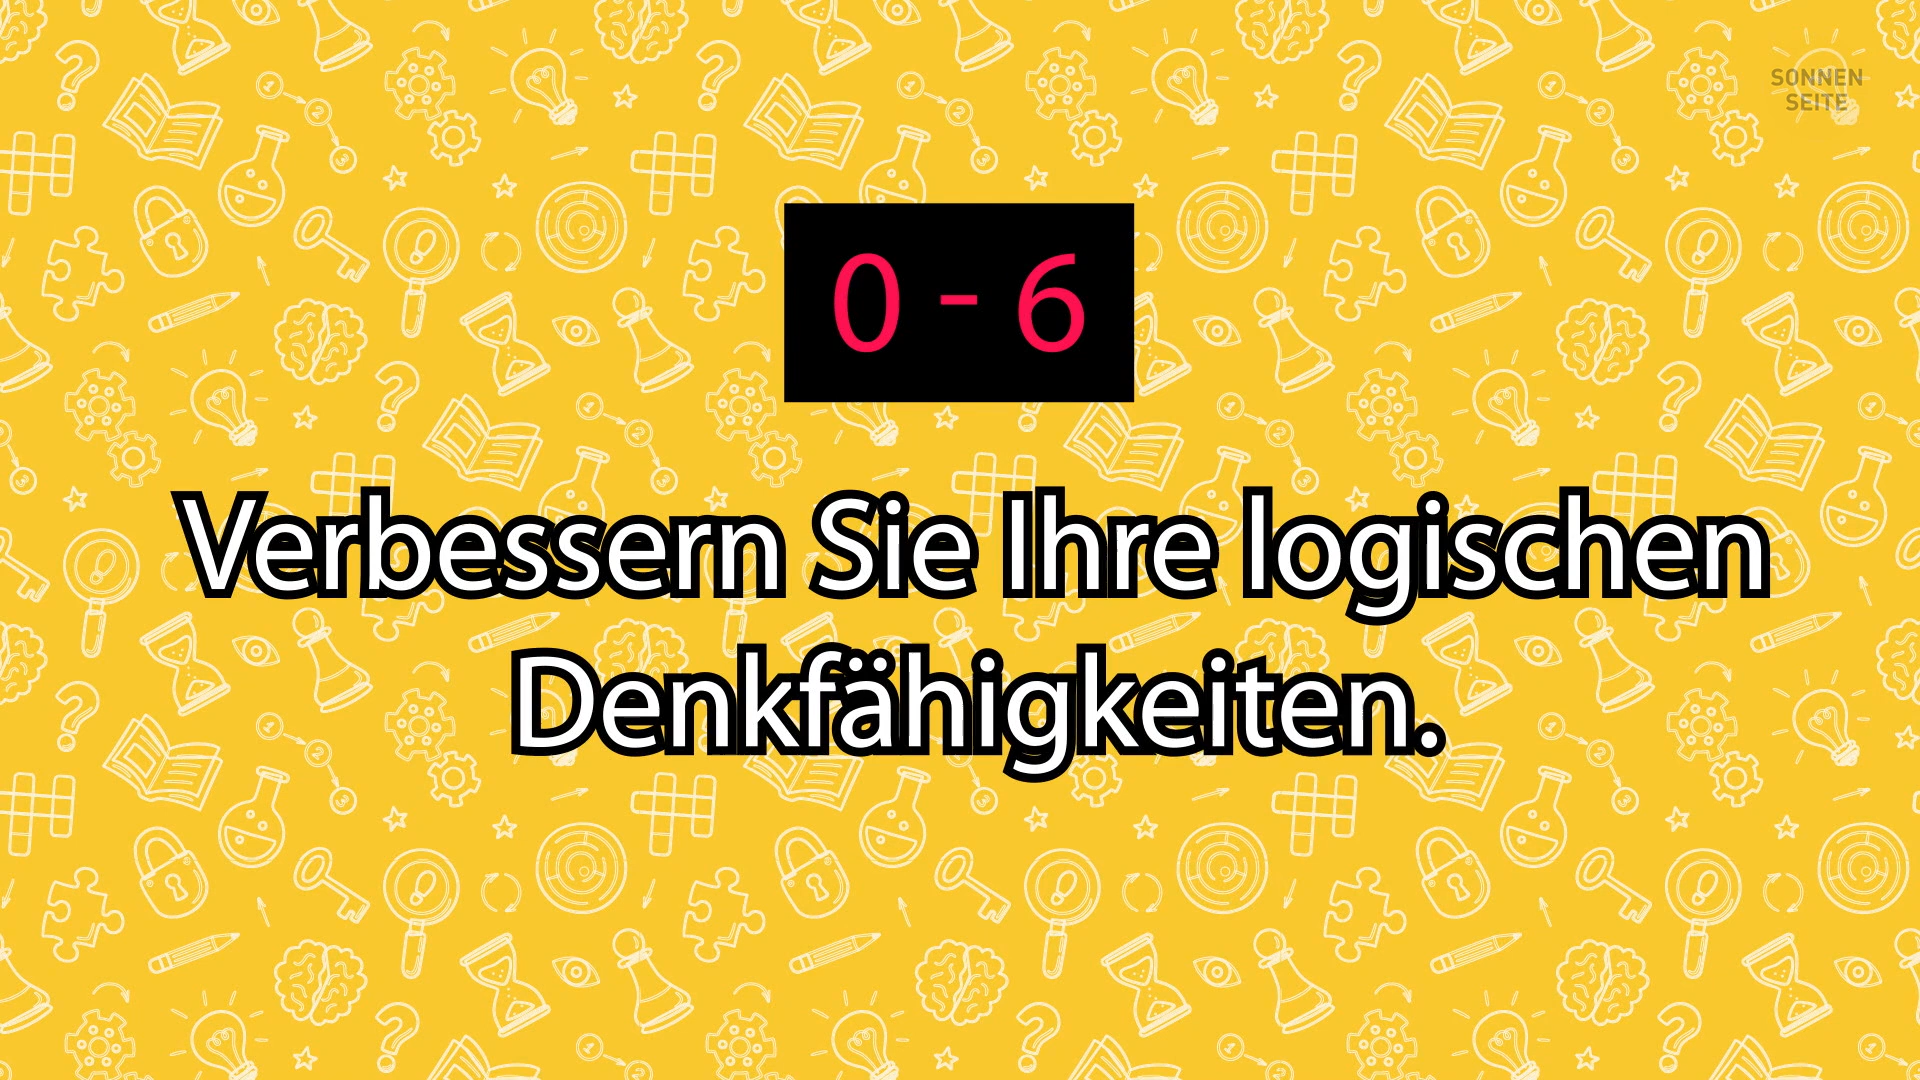 SONNEN
SEITE
0 - 6
Verbessern Sie Ihre logischen
Denkfähigkeiten.